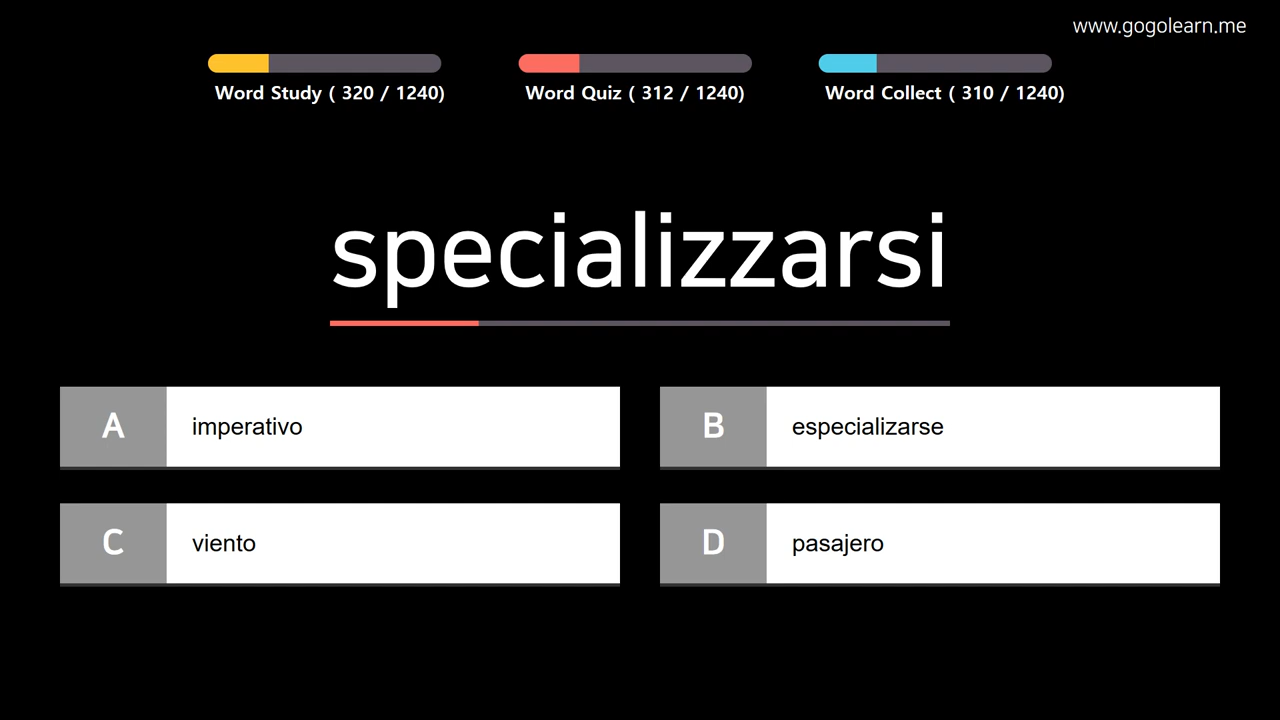 www.gogolearn.me
Word Study ( 320 / 1240)
Word Quiz ( 312 / 1240)
Word Collect ( 310 / 1240)
specializzarsi
A imperativo
B especializarse
C viento
D pasajero